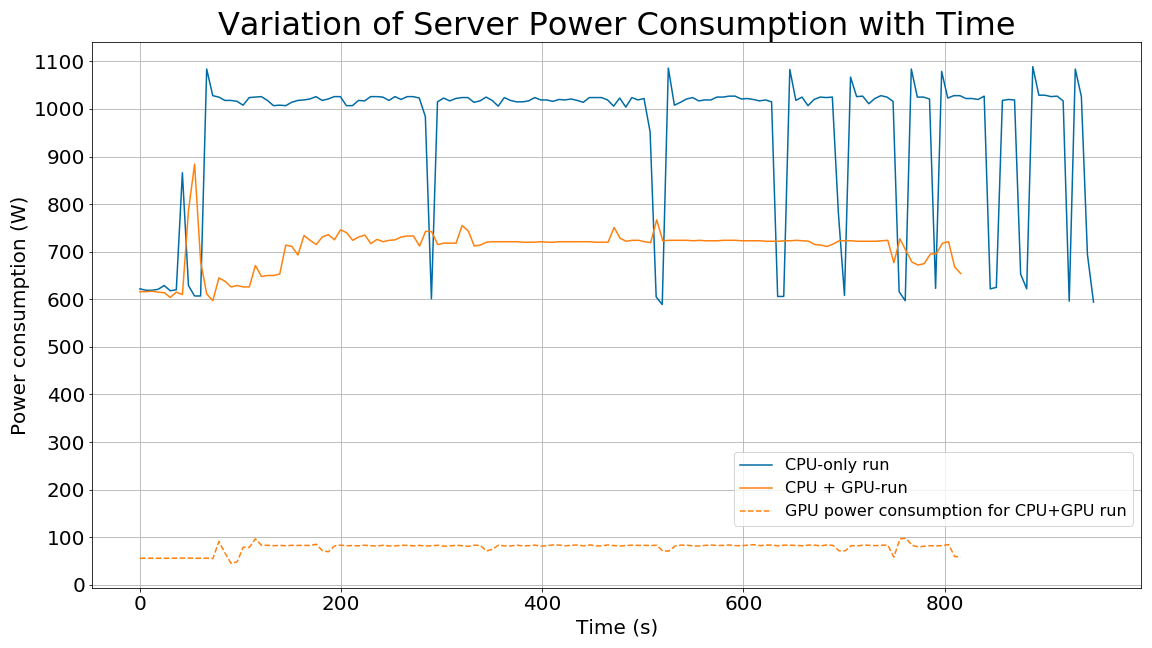 Variation of Server Power Consumption with Time
Power consumption (W)
1100
1000
900
800
700
600
500
400
300
200
100
0
CPU-only run
CPU + GPU-run
GPU power consumption for CPU+GPU run
0 200 400 600 800
Time (s)